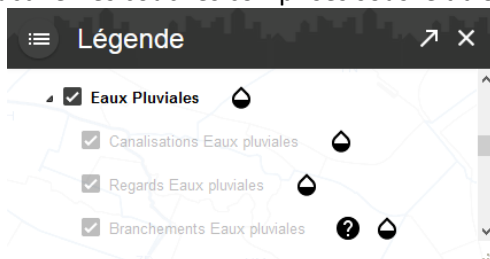 Légende
Eaux Pluviales
Canalisations Eaux pluviales
Regards Eaux pluviales
Branchements Eaux pluviales ?